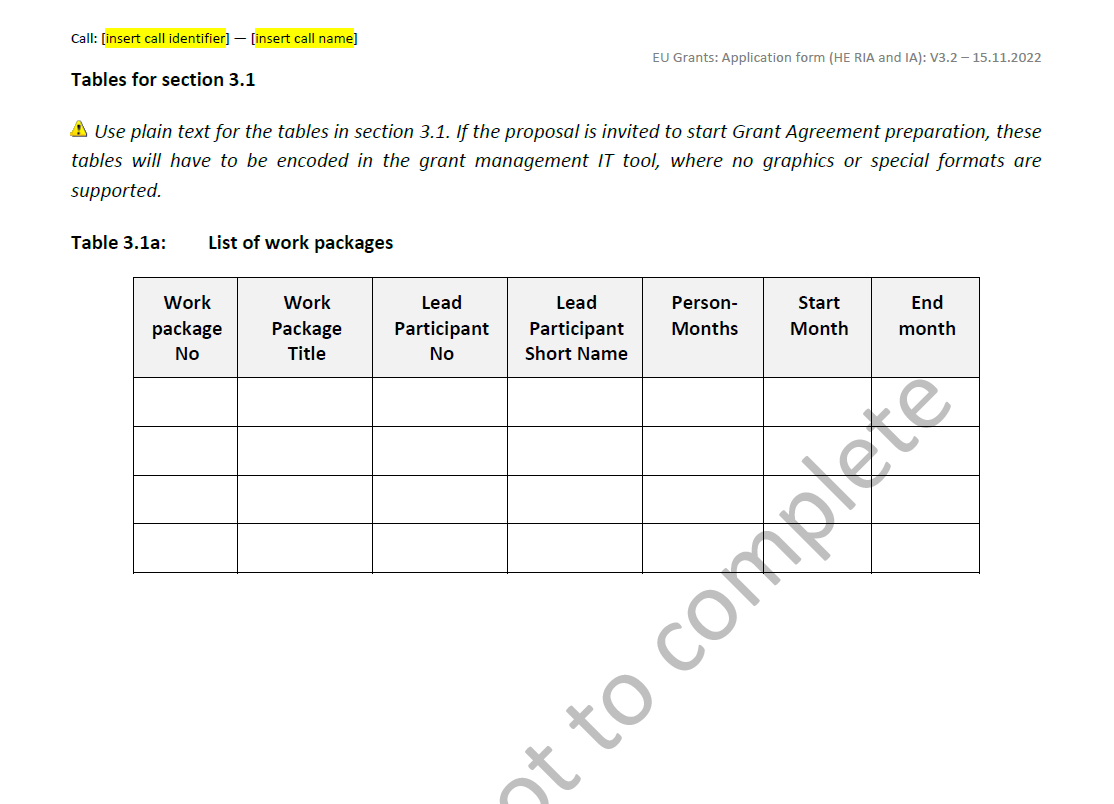 Call: [insert call identifier] — [insert call name]
EU Grants: Application form (HE RIA and IA): V3.2 – 15.11.2022
Tables for section 3.1
Use plain text for the tables in section 3.1. If the proposal is invited to start Grant Agreement preparation, these
tables will have to be encoded in the grant management IT tool, where no graphics or special formats are
supported.
Table 3.1a: List of work packages
Work package No
Work Package Title
Lead Participant No
Lead Participant Short Name
Person-Months
Start Month
End month
to complete